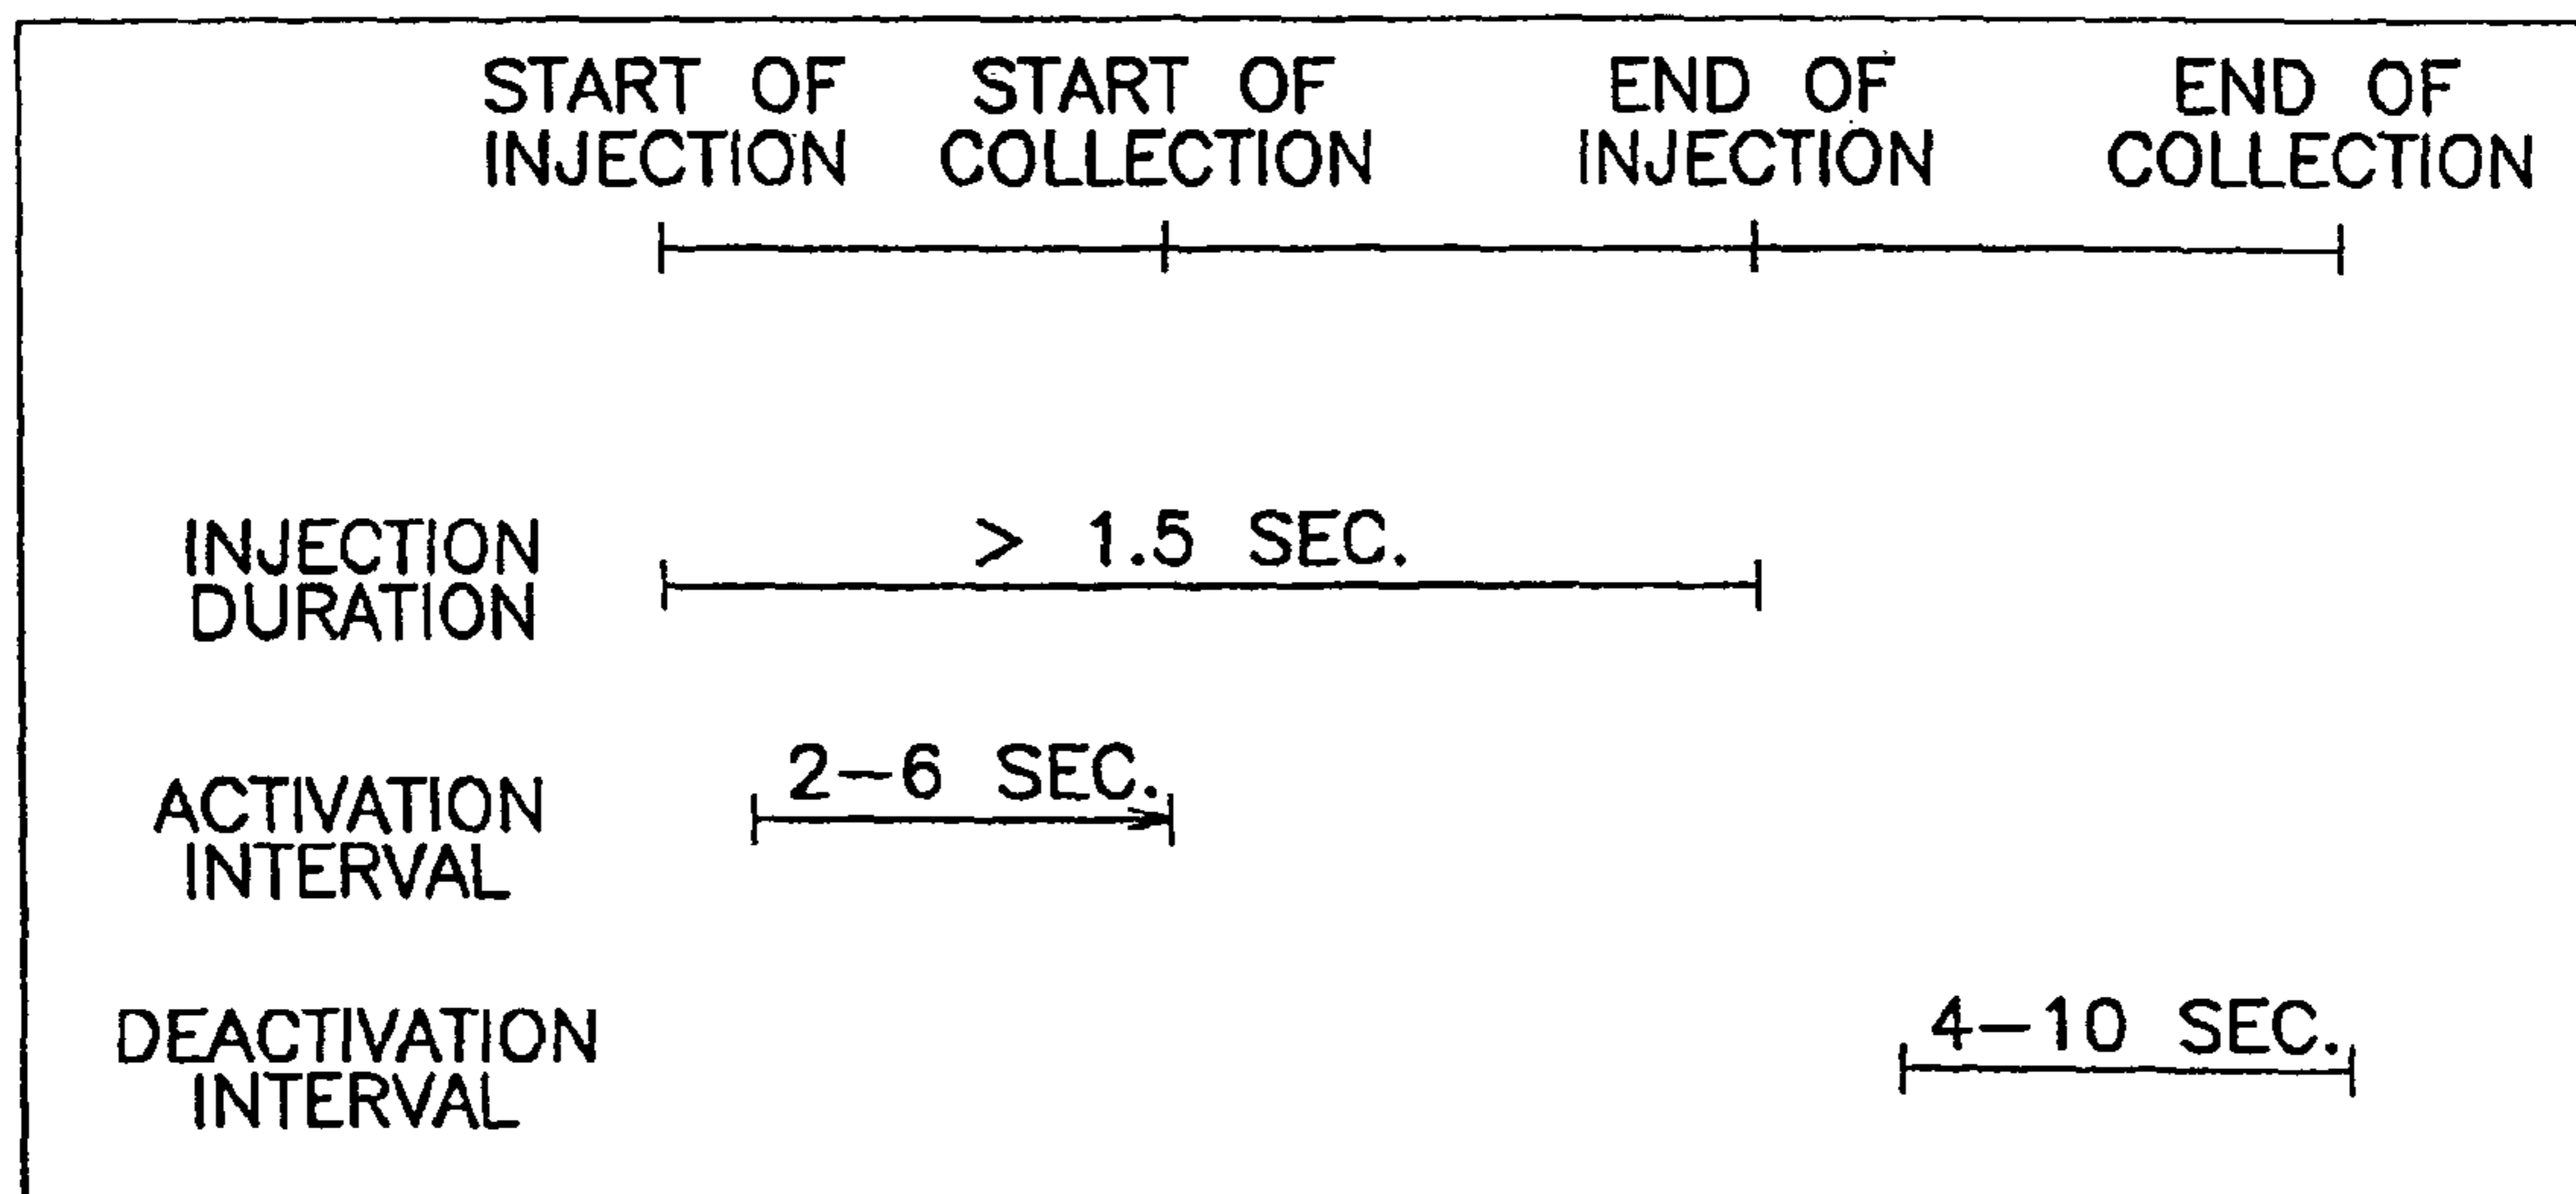 START OF INJECTION
START OF COLLECTION
END OF INJECTION
END OF COLLECTION
INJECTION
DURATION
> 1.5 SEC.
ACTIVATION
INTERVAL
2-6 SEC.
DEACTIVATION
INTERVAL
4-10 SEC.